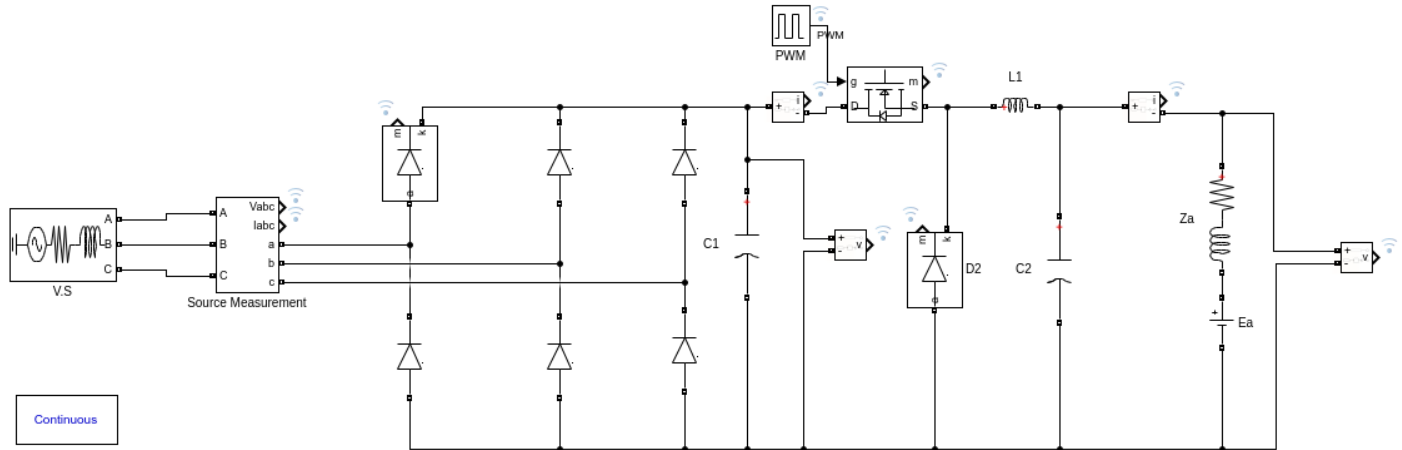 PWM
PWM
g
m
D
S
i
+
-
L1
i
+
-
m
k
a
V.S
A
B
C
A
B
C
Vabc
Iabc
a
b
c
Source Measurement
C1
+
-
v
m
k
a
D2
C2
Za
+
Ea
+
-
v
Continuous